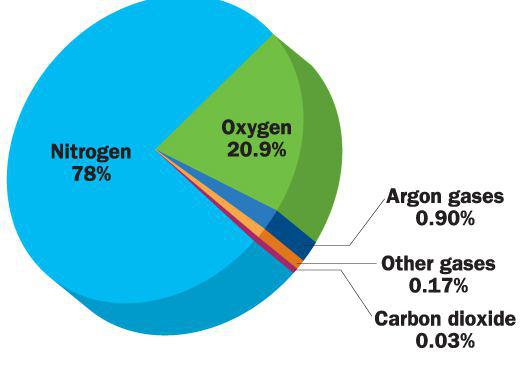 Nitrogen
78%
Oxygen
20.9%
Argon gases
0.90%
Other gases
0.17%
Carbon dioxide
0.03%